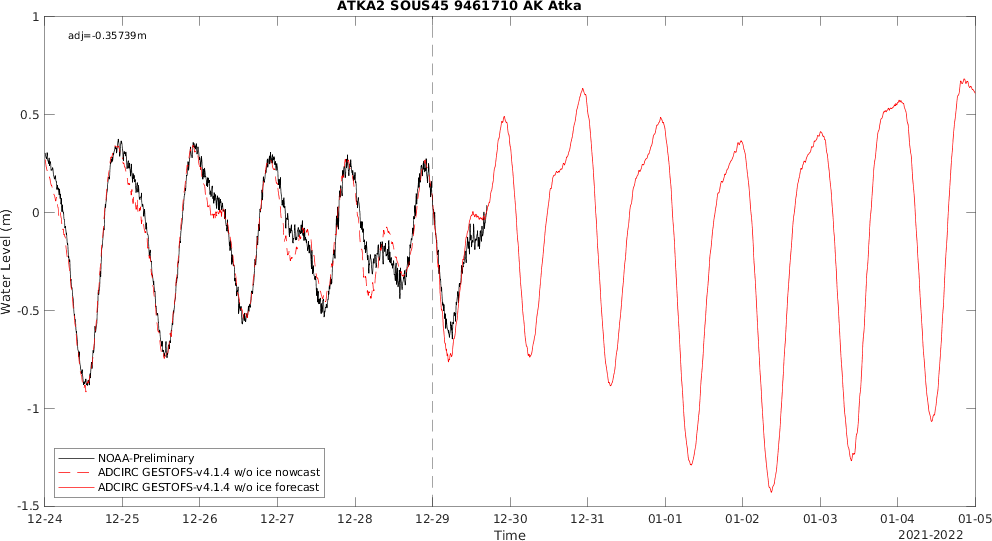 ATKA2 SOUS45 9461710 AK Atka
adj=-0.35739m
1
0.5
0
-0.5
-1
-1.5
Water Level (m)
NOAA-Preliminary
ADCIRC GESTOFS-v4.1.4 w/o ice nowcast
ADCIRC GESTOFS-v4.1.4 w/o ice forecast
12-24 12-25 12-26 12-27 12-28 12-29 12-30 12-31 01-01 01-02 01-03 01-04 01-05
Time
2021-2022